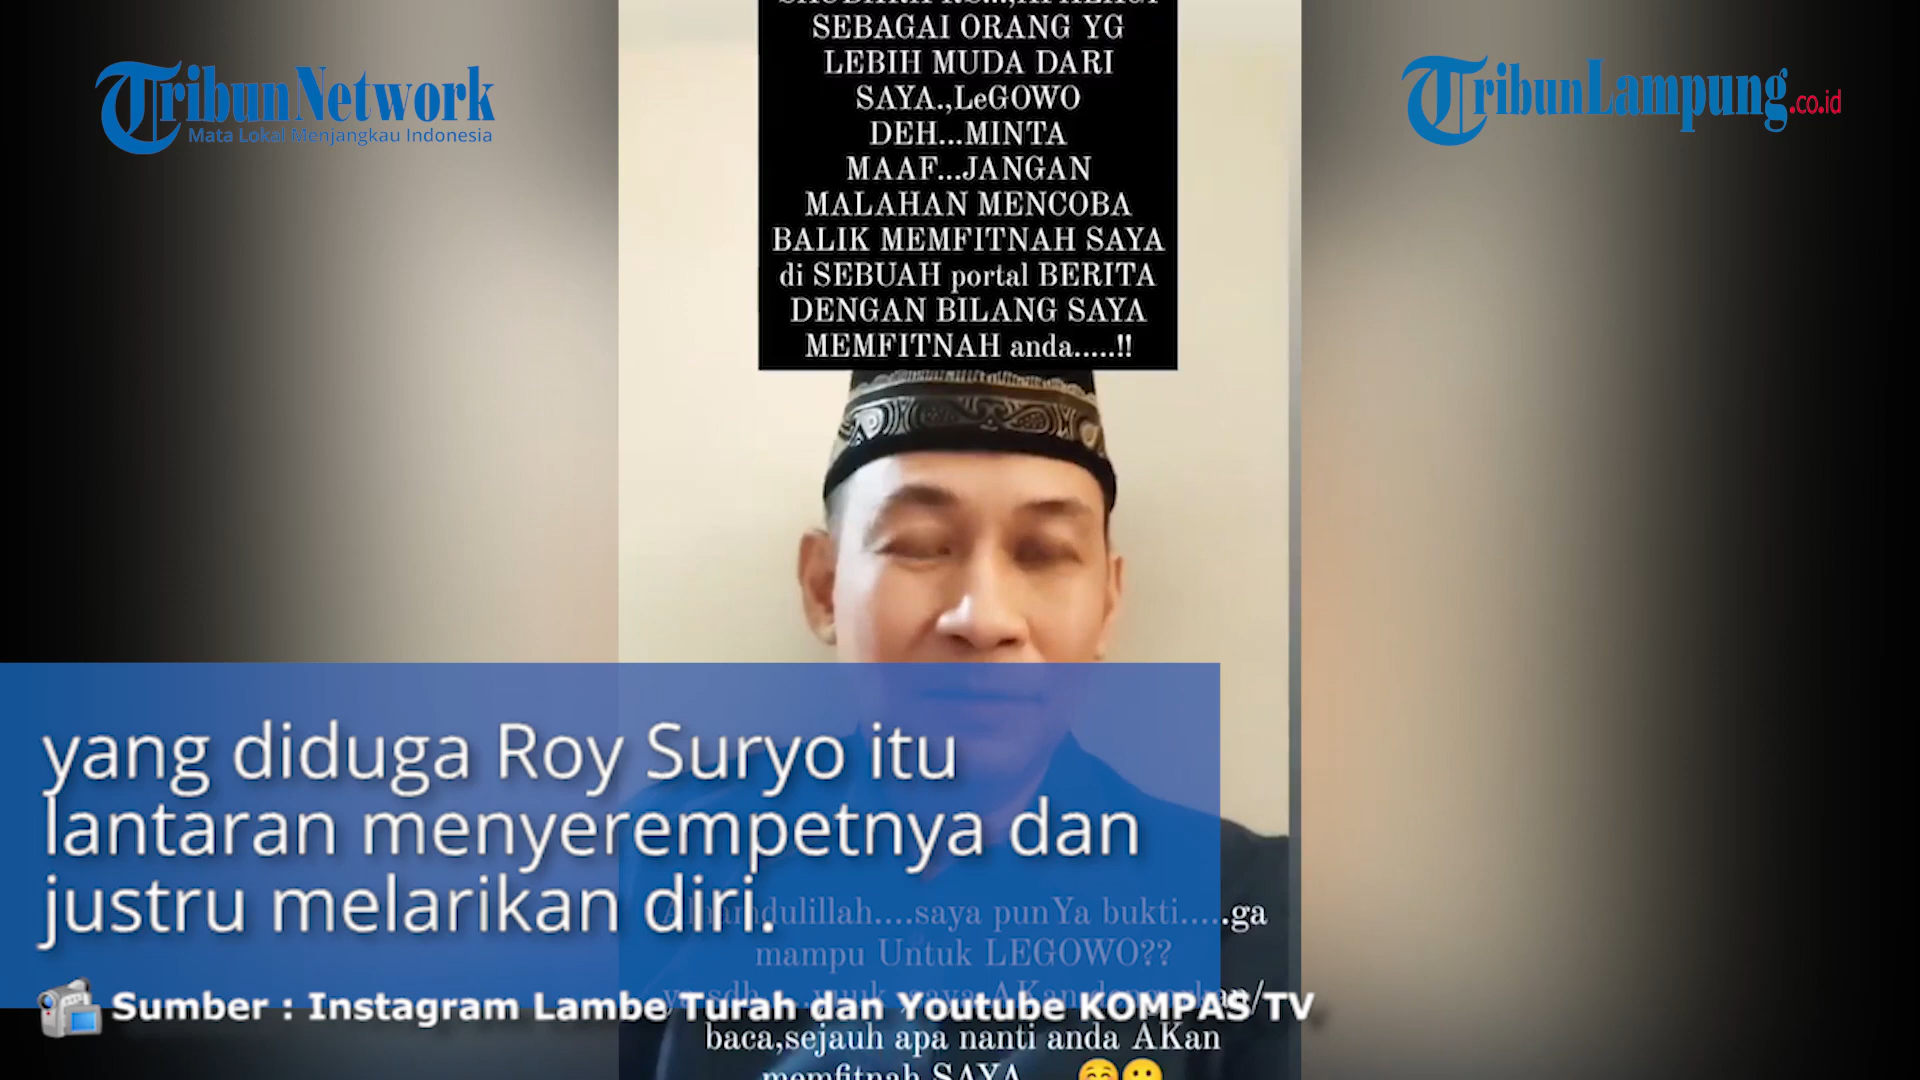 TribunNetwork
Mata Lokal Menjangkau Indonesia
TribunLampung.co.id
SEBAGAI ORANG YG
LEBIH MUDA DARI
SAYA.,LeGOWO
DEH...MINTA
MAAF...JANGAN
MALAHAN MENCOBA
BALIK MEMFITNAH SAYA
di SEBUAH portal BERITA
DENGAN BILANG SAYA
MEMFITNAH anda.....!!
yang diduga Roy Suryo itu
lantaran menyerempetnya dan
justru melarikan diri.
Alhamdulillah....saya punYa bukti.....ga
mampu Untuk LEGOWO??
Sumber : Instagram Lambe Turah dan Youtube KOMPAS TV
baca,sejauh apa nanti anda AKan
memfitnah SAYA